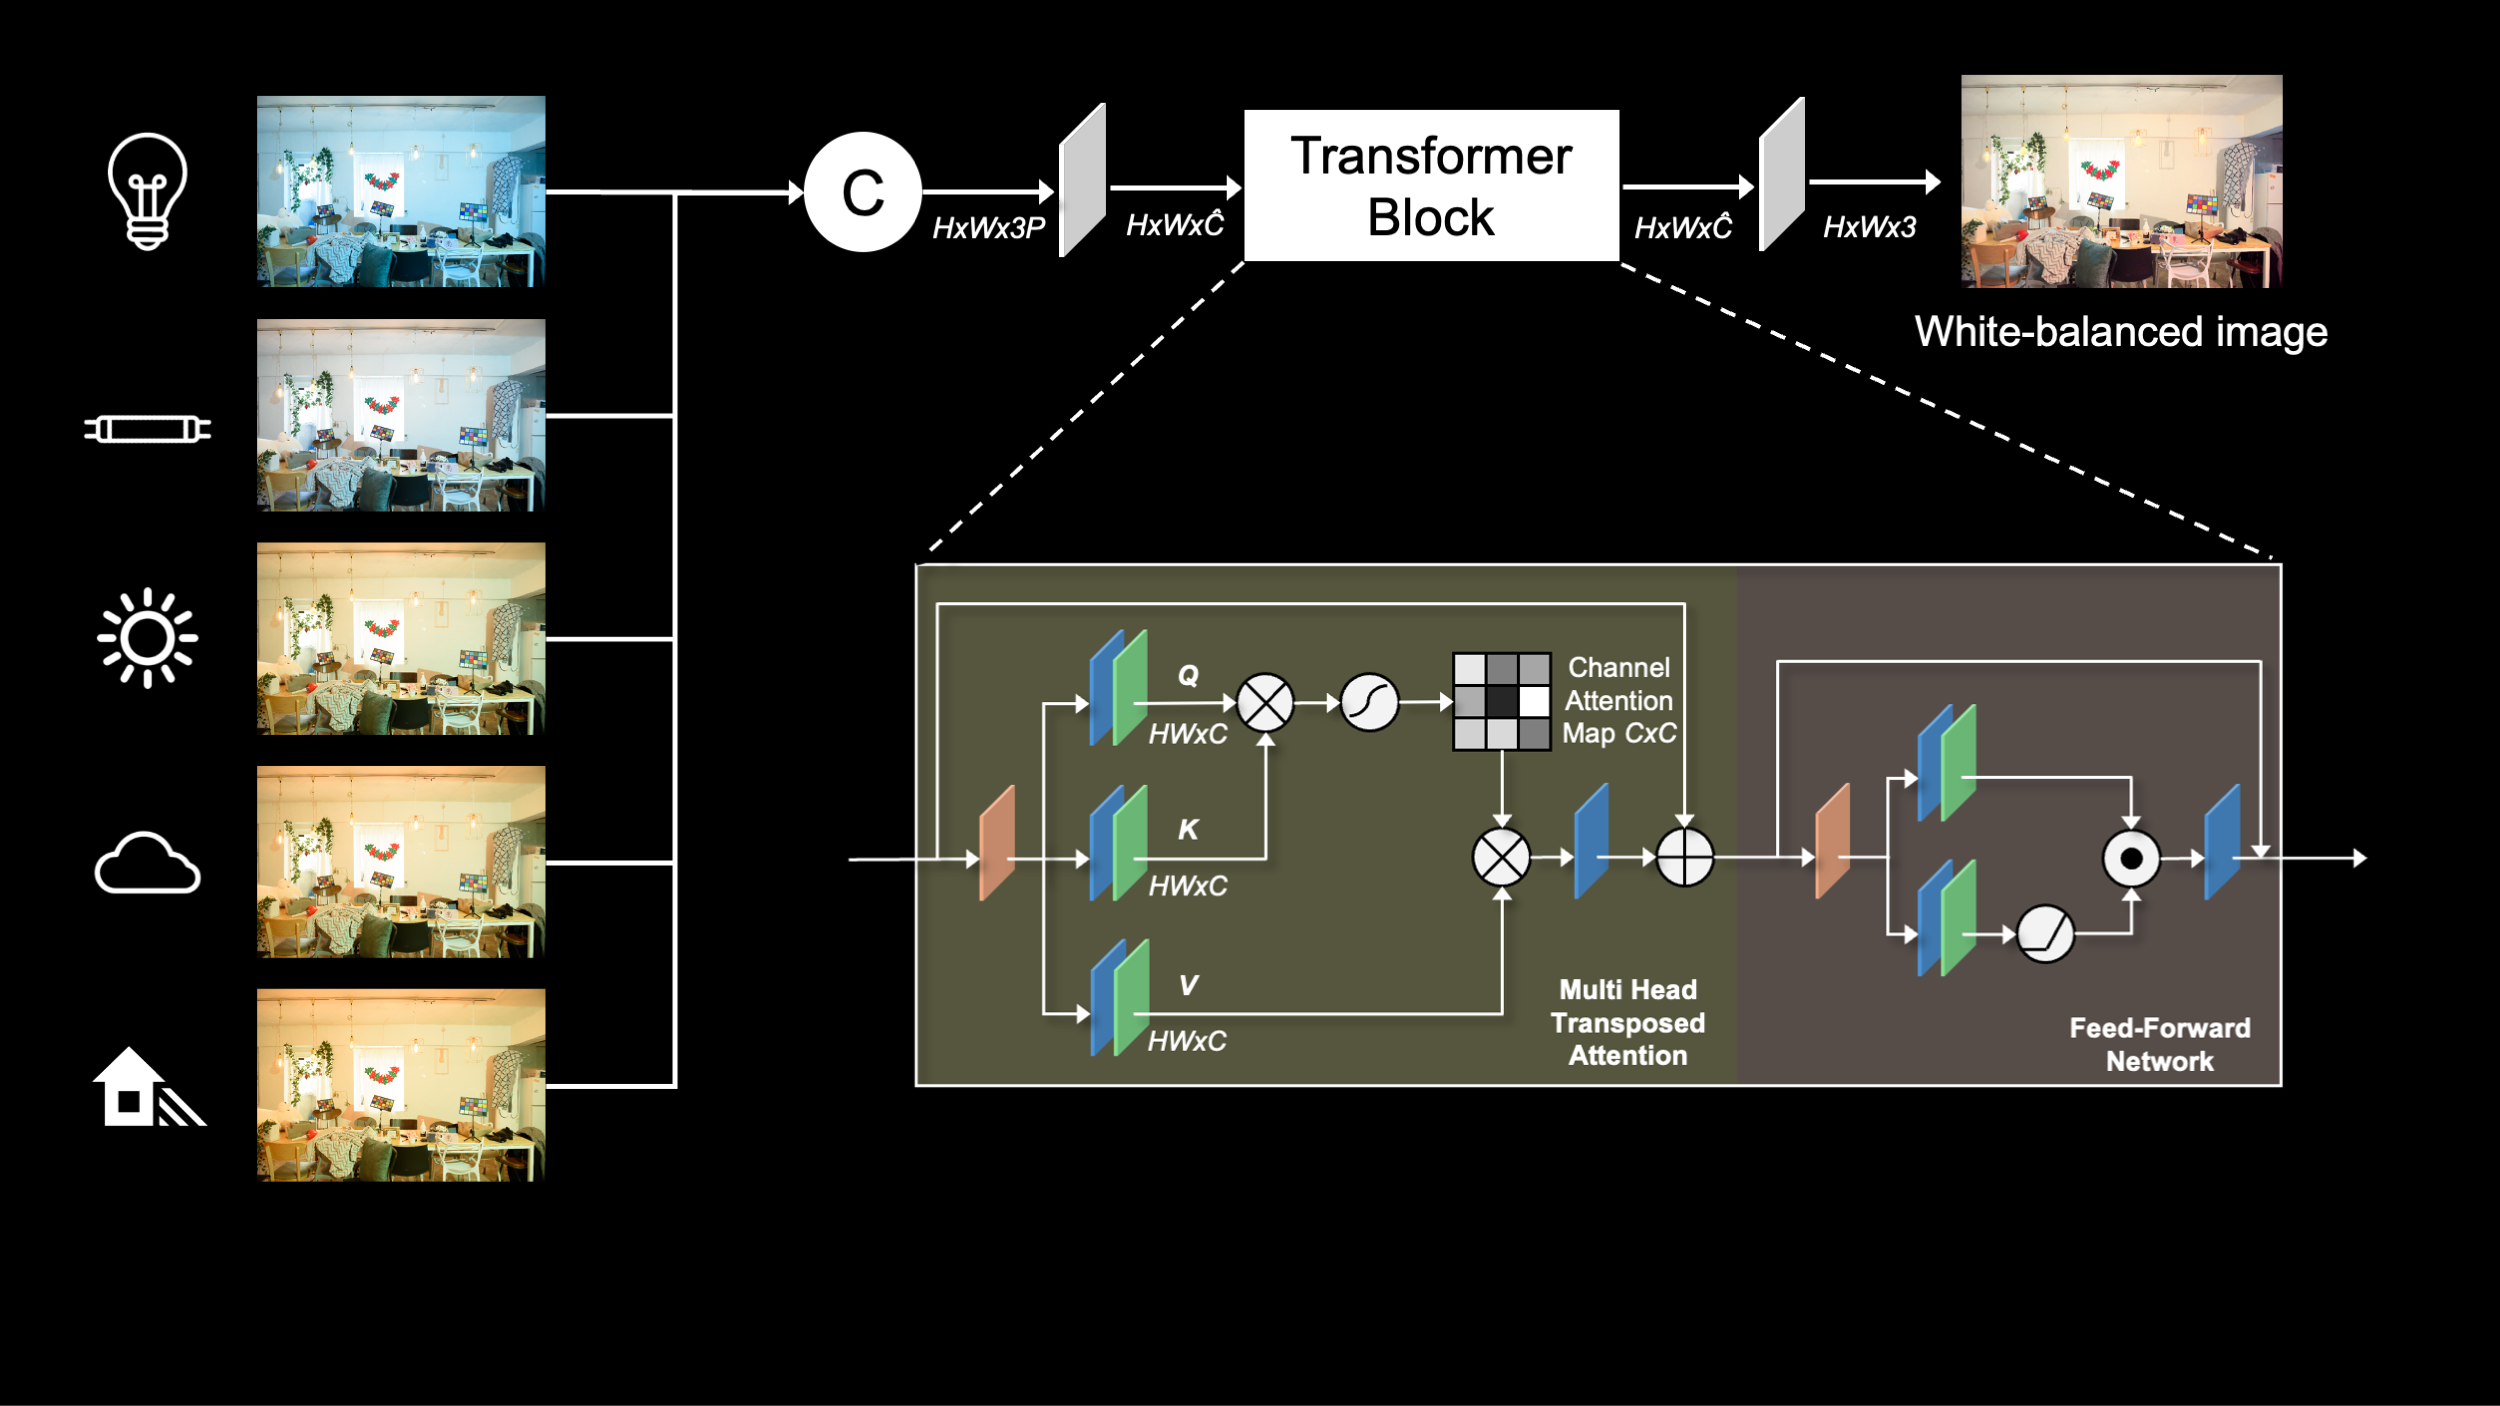 C
HxWx3P
HxWxĈ
Transformer
Block
HxWxĈ
HxWx3
White-balanced image
Q
HWxC
Channel
Attention
Map CxC
K
HWxC
V
HWxC
Multi Head
Transposed
Attention
Feed-Forward
Network